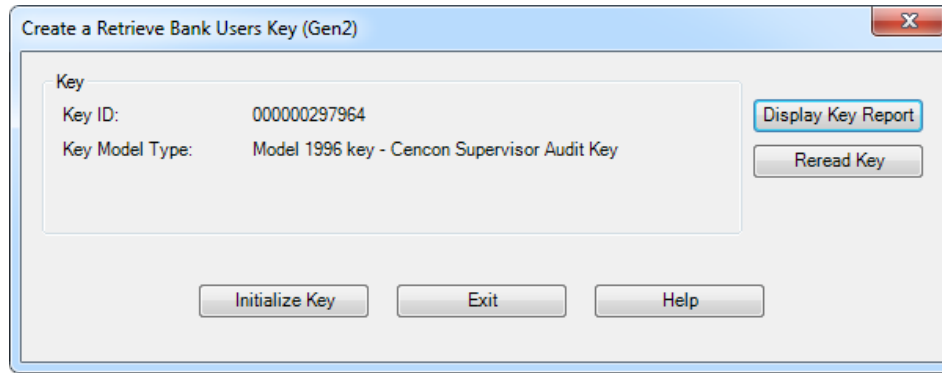 Create a Retrieve Bank Users Key (Gen2)
Key
Key ID: 000000297964
Display Key Report
Key Model Type: Model 1996 key - Cencon Supervisor Audit Key
Reread Key
Initialize Key Exit Help